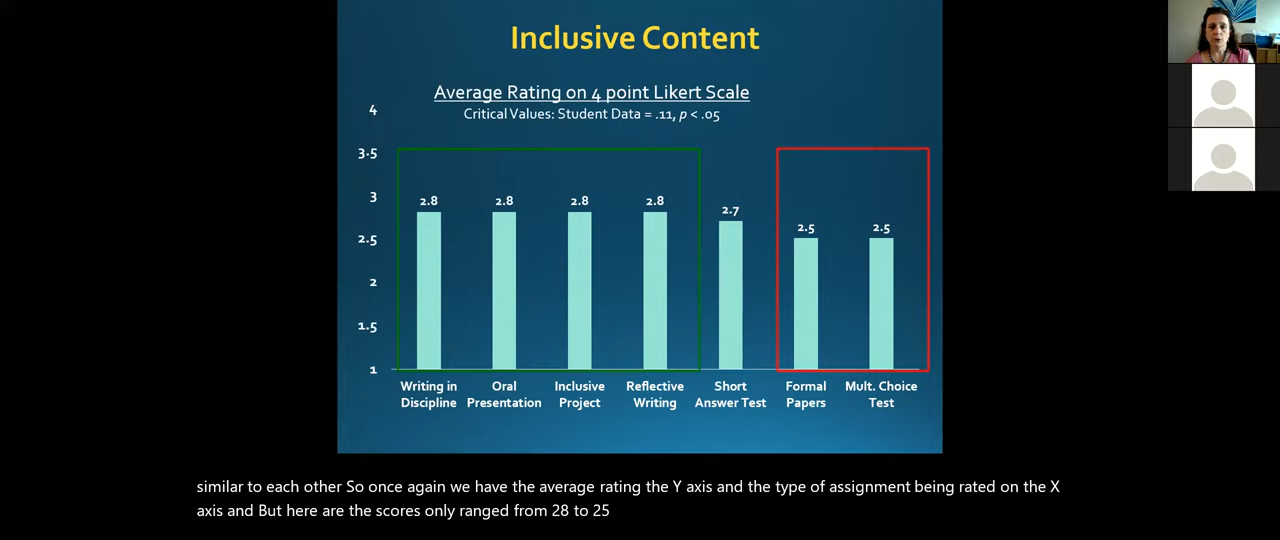 Inclusive Content
Average Rating on 4 point Likert Scale
Critical Values: Student Data = .11, p < .05
4
3.5
3
2.5
2
1.5
1
2.8
2.8
2.8
2.8
2.7
2.5
2.5
Writing in Discipline
Oral Presentation
Inclusive Project
Reflective Writing
Short Answer Test
Formal Papers
Mult. Choice Test
similar to each other So once again we have the average rating the Y axis and the type of assignment being rated on the X
axis and But here are the scores only ranged from 28 to 25